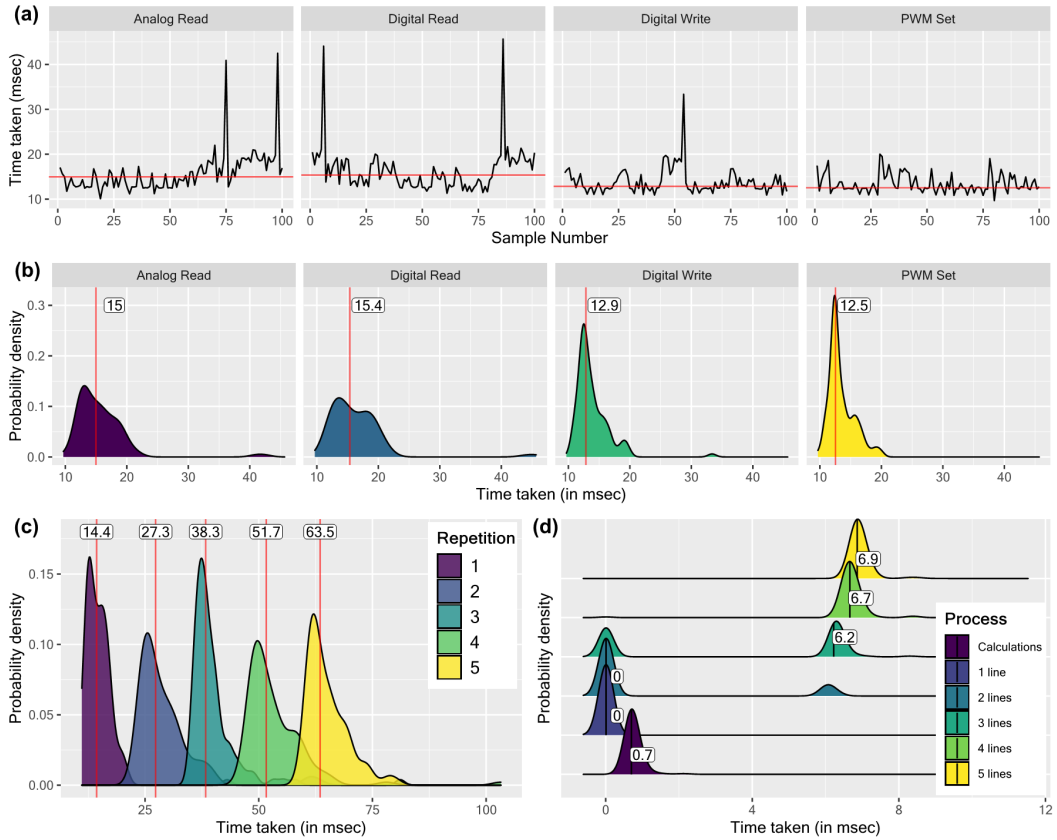 (a)
Analog Read
Digital Read
Digital Write
PWM Set
Time taken (msec)
40
30
20
10
0 25 50 75 100
0 25 50 75 100
0 25 50 75 100
0 25 50 75 100
Sample Number
(b)
Analog Read
Digital Read
Digital Write
PWM Set
Probability density
0.3
0.2
0.1
0.0
15
15.4
12.9
12.5
10 20 30 40
10 20 30 40
10 20 30 40
10 20 30 40
Time taken (in msec)
(c)
Probability density
0.15
0.10
0.05
0.00
14.4
27.3
38.3
51.7
63.5
Repetition
1
2
3
4
5
25 50 75 100
Time taken (in msec)
(d)
Probability density
6.9
6.7
6.2
0
0
0.7
Process
Calculations
1 line
2 lines
3 lines
4 lines
5 lines
0 4 8 12
Time taken (in msec)